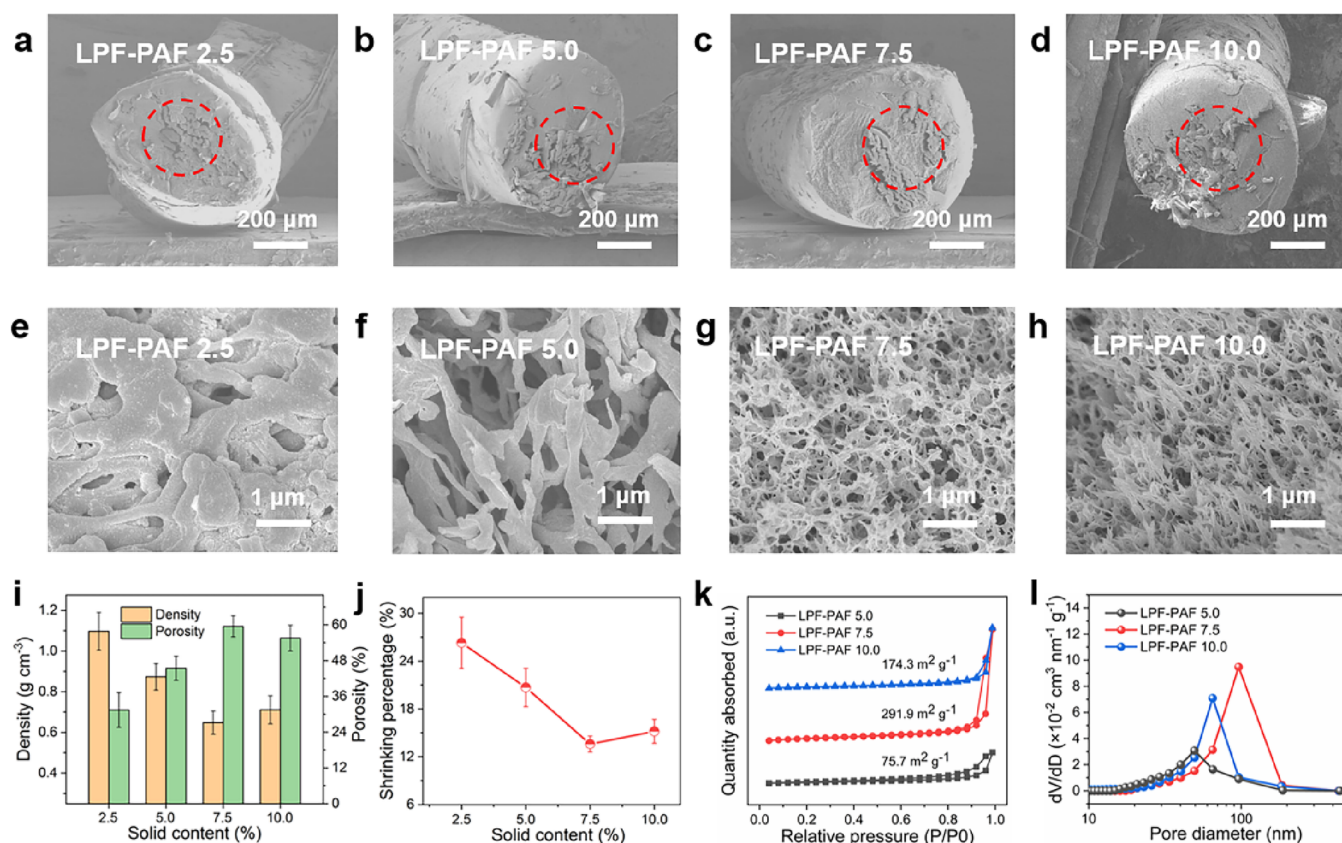 a
LPF-PAF 2.5
200 μm
b
LPF-PAF 5.0
200 μm
c
LPF-PAF 7.5
200 μm
d
LPF-PAF 10.0
200 μm
e
LPF-PAF 2.5
1 μm
f
LPF-PAF 5.0
1 μm
g
LPF-PAF 7.5
1 μm
h
LPF-PAF 10.0
1 μm
i
Density (g cm⁻³)
1.2
1.0
0.8
0.6
0.4
Density
Porosity
60
48
36
24
12
0
Porosity (%)
2.5
5.0
7.5
10.0
Solid content (%)
j
Shrinking percentage (%)
30
24
18
12
6
2.5
5.0
7.5
10.0
Solid content (%)
k
Quantity absorbed (a.u.)
LPF-PAF 5.0
LPF-PAF 7.5
LPF-PAF 10.0
174.3 m² g⁻¹
291.9 m² g⁻¹
75.7 m² g⁻¹
0.0
0.2
0.4
0.6
0.8
1.0
Relative pressure (P/P0)
l
dV/dD (×10⁻² cm³ nm⁻¹ g⁻¹)
14
12
10
8
6
4
2
0
LPF-PAF 5.0
LPF-PAF 7.5
LPF-PAF 10.0
10
100
Pore diameter (nm)